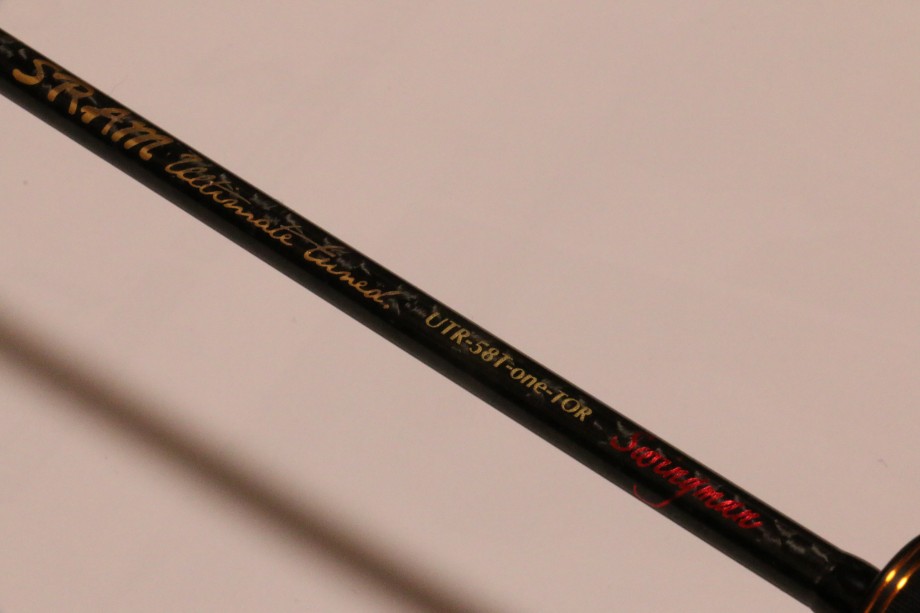 SRAM Ultimate tuned. UTR-58T-one-TOR Swingman